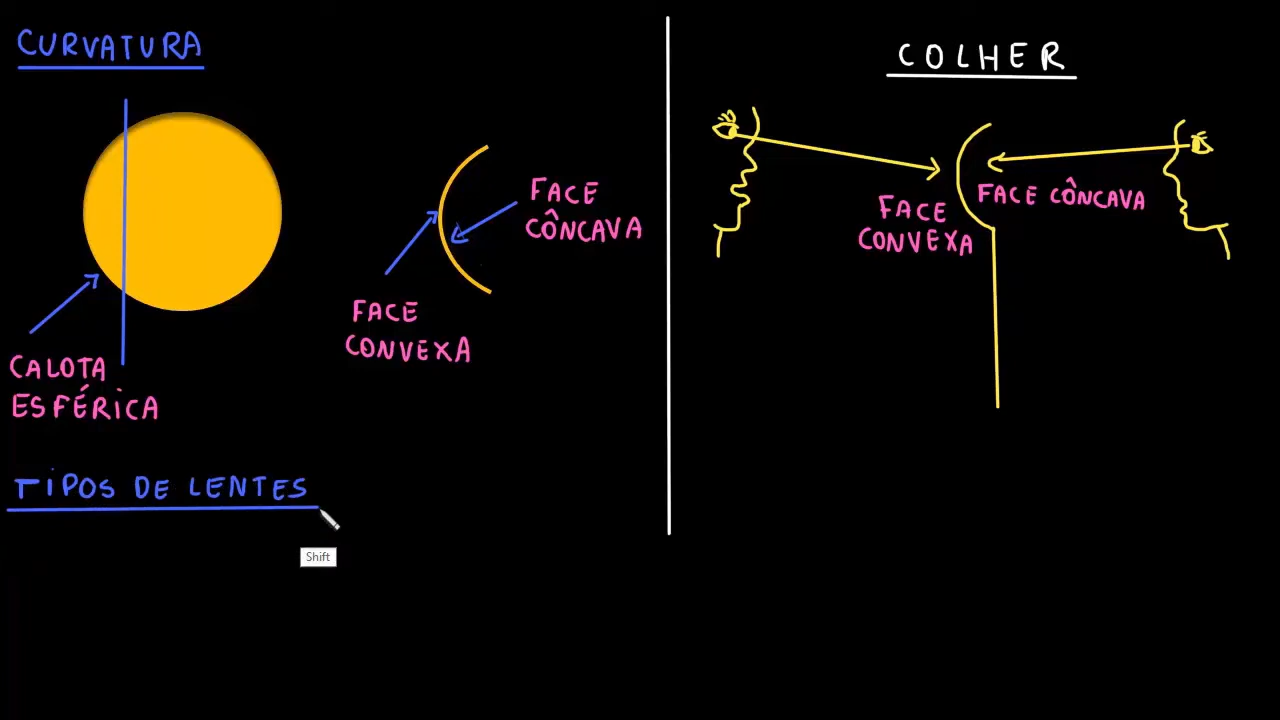 CURVATURA
FACE
CÔNCAVA
FACE
CONVEXA
CALOTA
ESFÉRICA
TIPOS DE LENTES
Shift
COLHER
FACE CÔNCAVA
FACE
CONVEXA